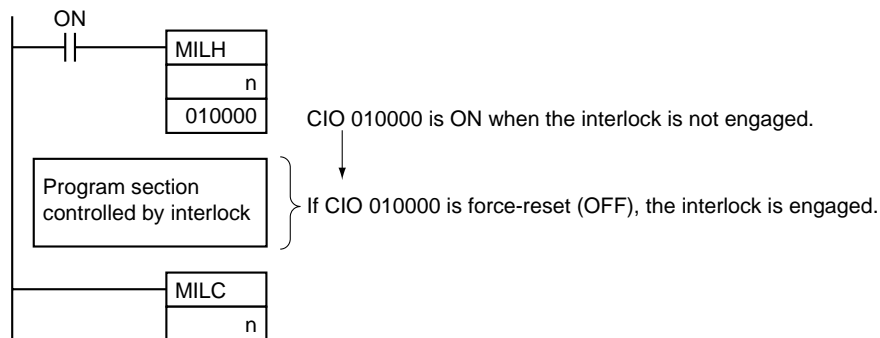 ON
MILH
n
010000
CIO 010000 is ON when the interlock is not engaged.
Program section
controlled by interlock
If CIO 010000 is force-reset (OFF), the interlock is engaged.
MILC
n